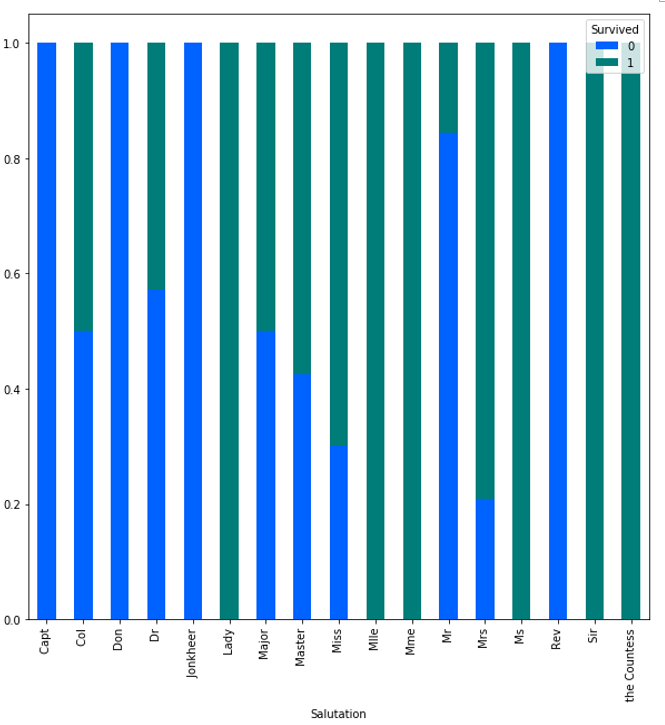 Survived
0
1
1.0
0.8
0.6
0.4
0.2
0.0
Capt
Col
Don
Dr
Jonkheer
Lady
Major
Master
Miss
Mlle
Mme
Mr
Mrs
Ms
Rev
Sir
the Countess
Salutation